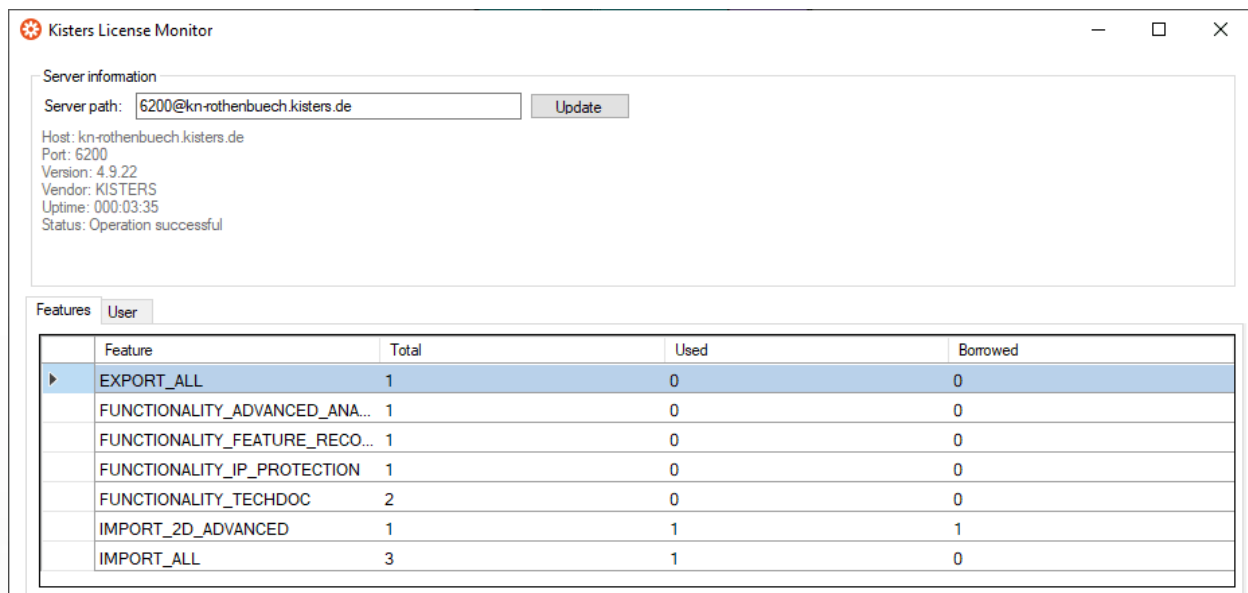 Kisters License Monitor
Server information
Server path: 6200@kn-rothenbuech.kisters.de Update
Host: kn-rothenbuech.kisters.de
Port: 6200
Version: 4.9.22
Vendor: KISTERS
Uptime: 000:03:35
Status: Operation successful
Features User
Feature Total Used Borrowed
EXPORT_ALL 1 0 0
FUNCTIONALITY_ADVANCED_ANA... 1 0 0
FUNCTIONALITY_FEATURE_RECO... 1 0 0
FUNCTIONALITY_IP_PROTECTION 1 0 0
FUNCTIONALITY_TECHDOC 2 0 0
IMPORT_2D_ADVANCED 1 1 1
IMPORT_ALL 3 1 0